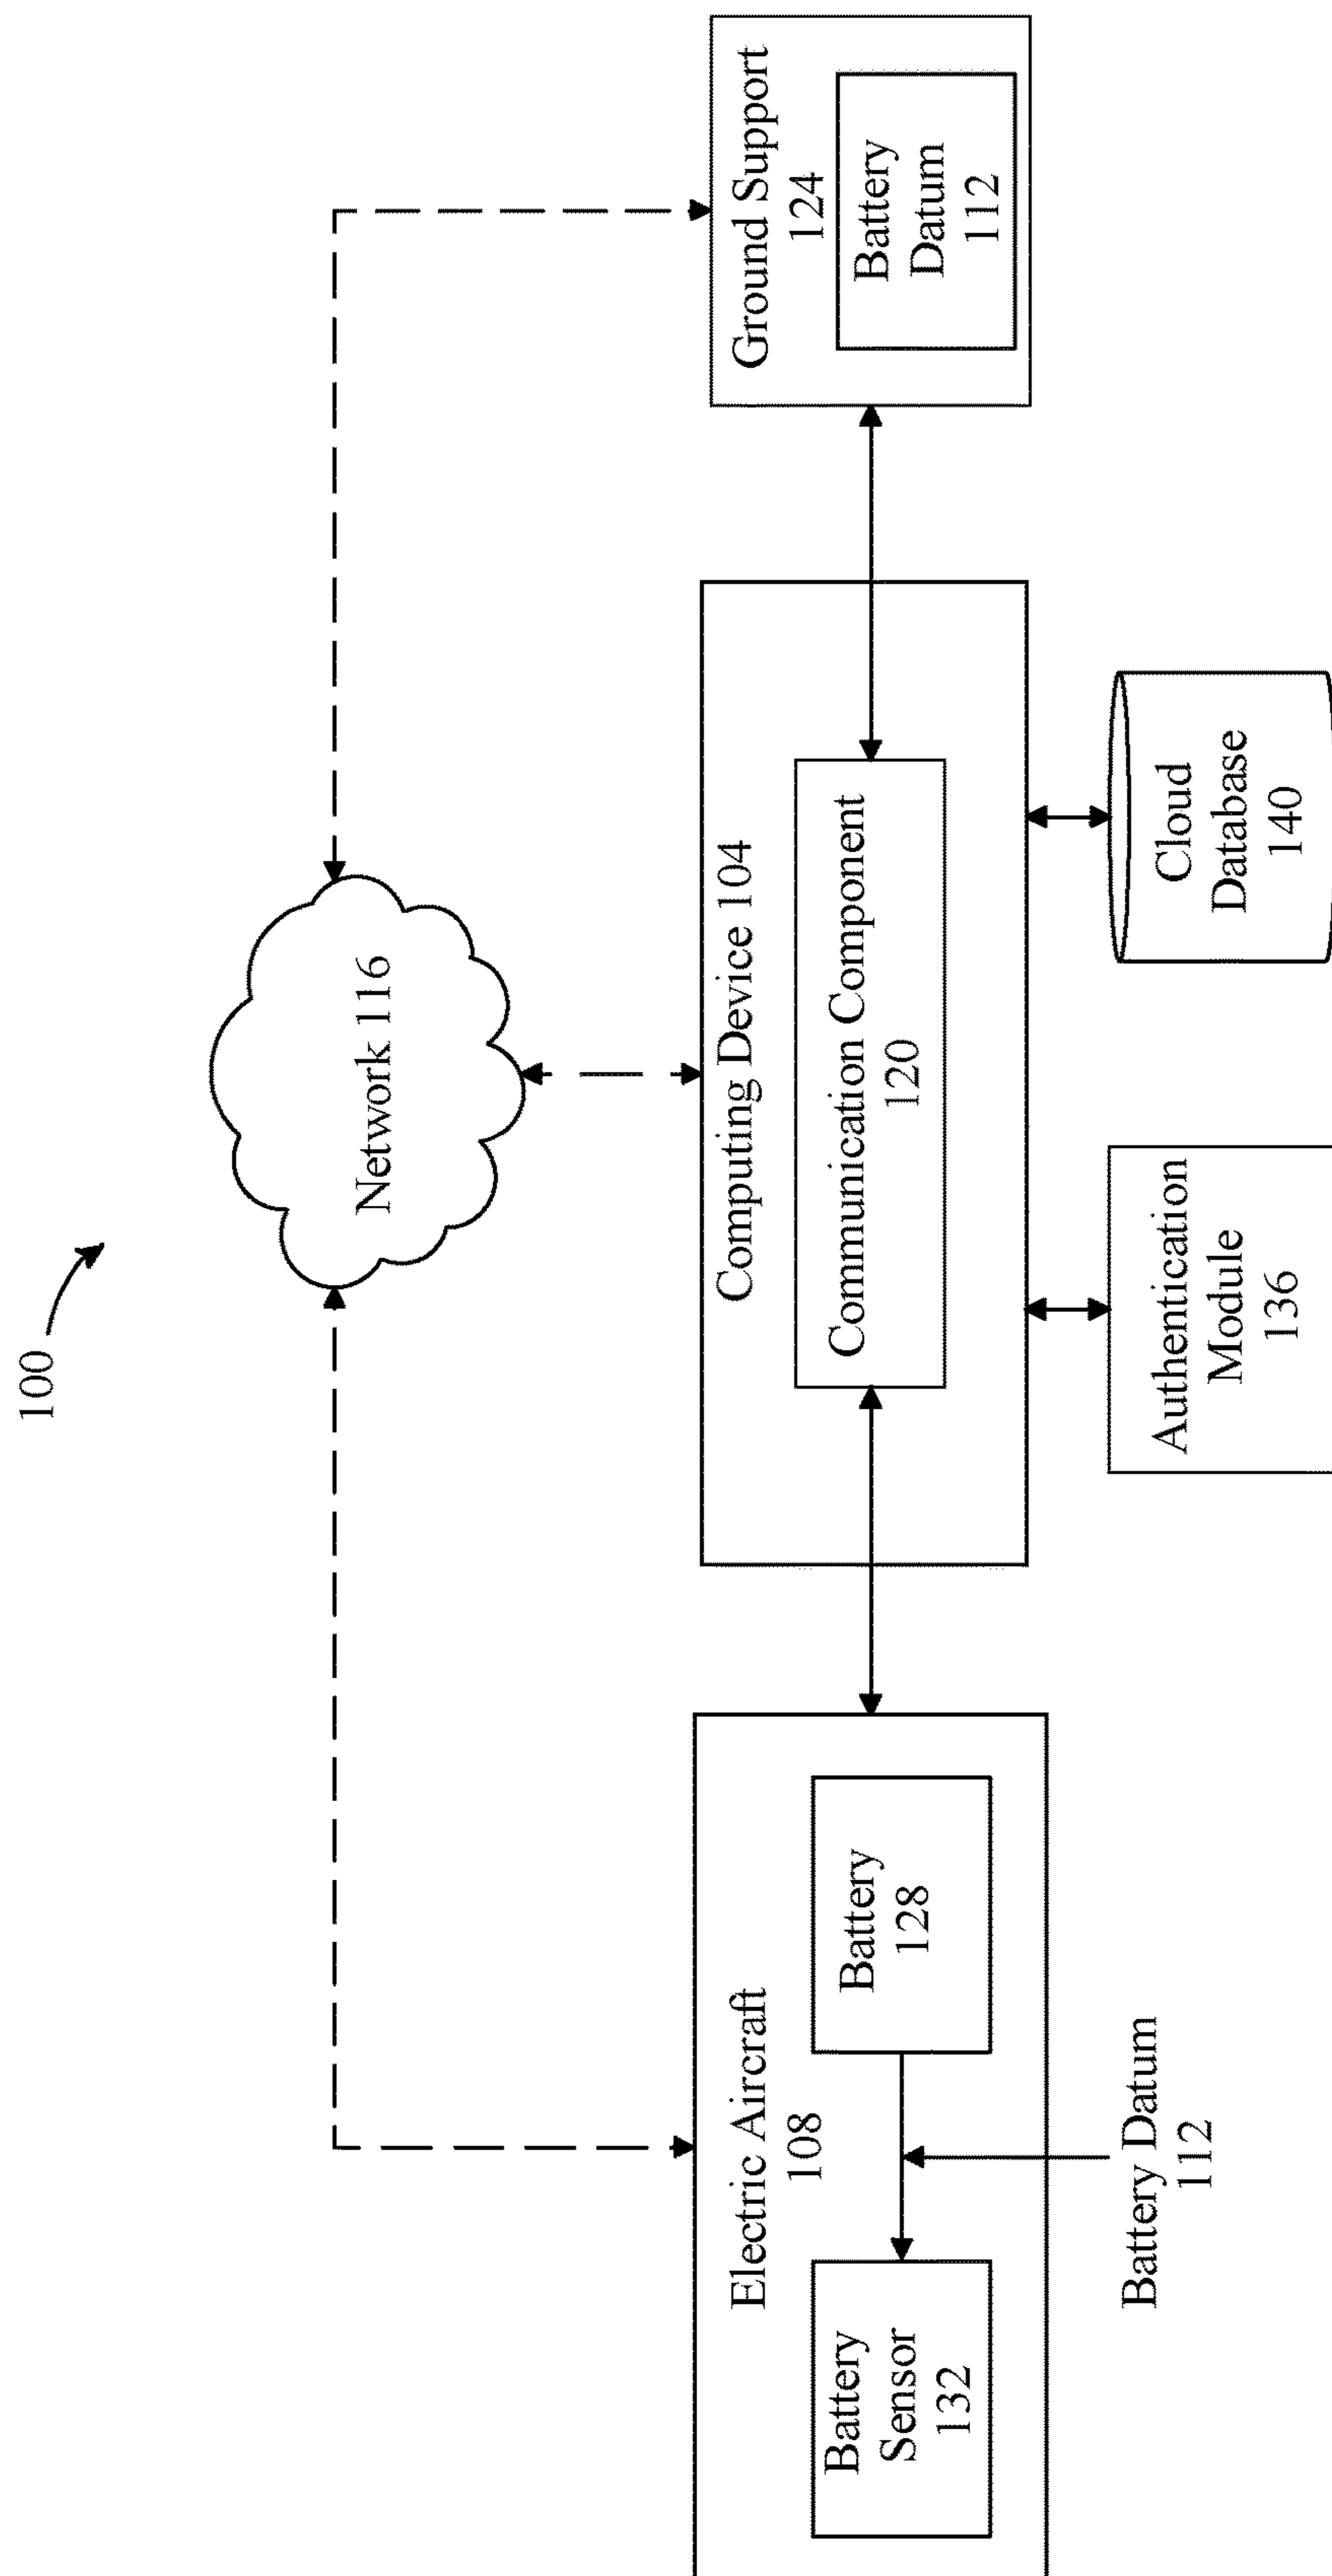 100
Network 116
Electric Aircraft
108
Battery
Sensor
132
Battery
128
Battery Datum
112
Computing Device 104
Communication Component
120
Authentication
Module
136
Cloud
Database
140
Ground Support
124
Battery
Datum
112